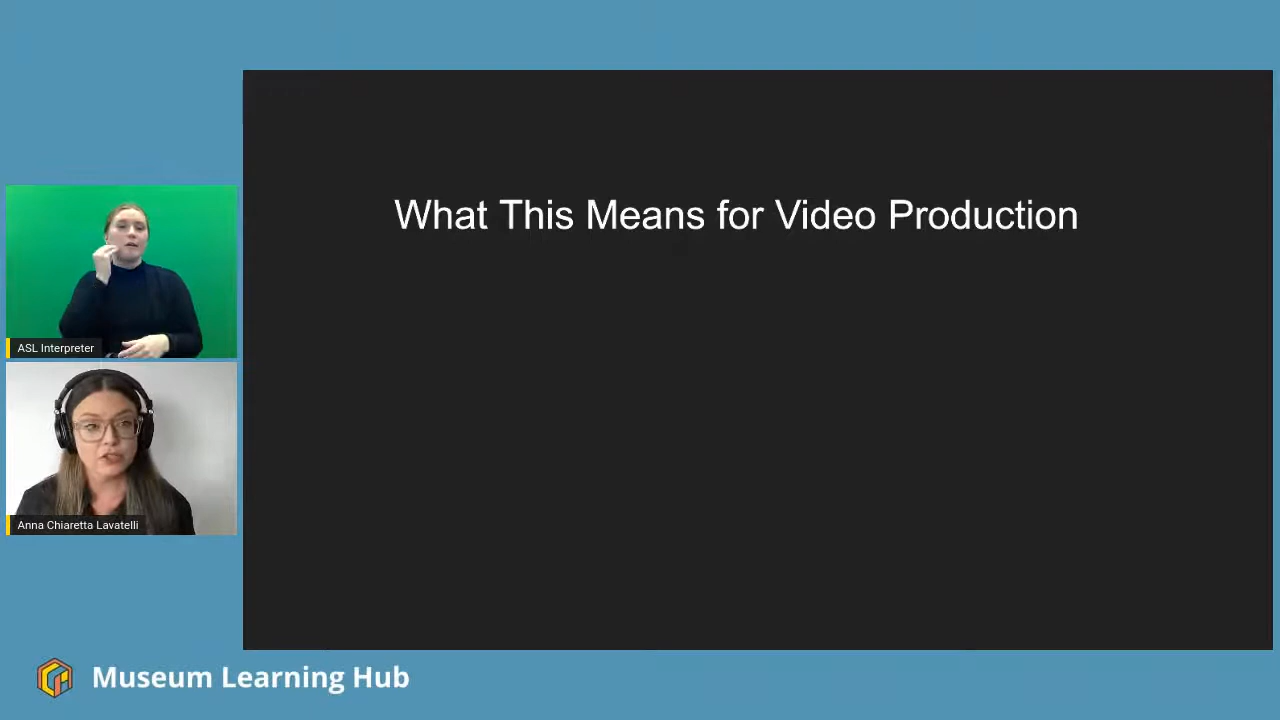 What This Means for Video Production
ASL Interpreter
Anna Chiaretta Lavatelli
Museum Learning Hub